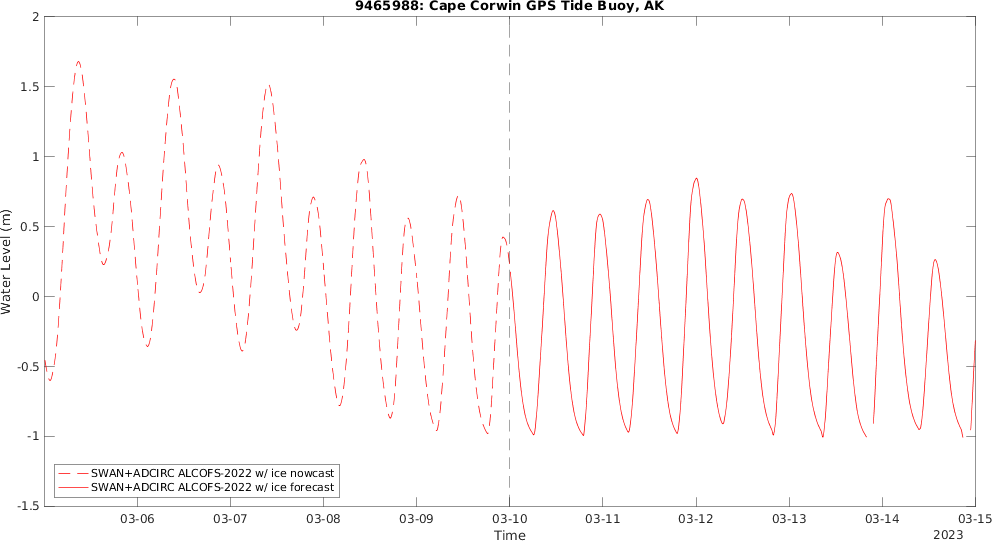 9465988: Cape Corwin GPS Tide Buoy, AK
2
1.5
1
0.5
0
-0.5
-1
-1.5
Water Level (m)
SWAN+ADCIRC ALCOFS-2022 w/ ice nowcast
SWAN+ADCIRC ALCOFS-2022 w/ ice forecast
03-06 03-07 03-08 03-09 03-10 03-11 03-12 03-13 03-14 03-15
Time
2023